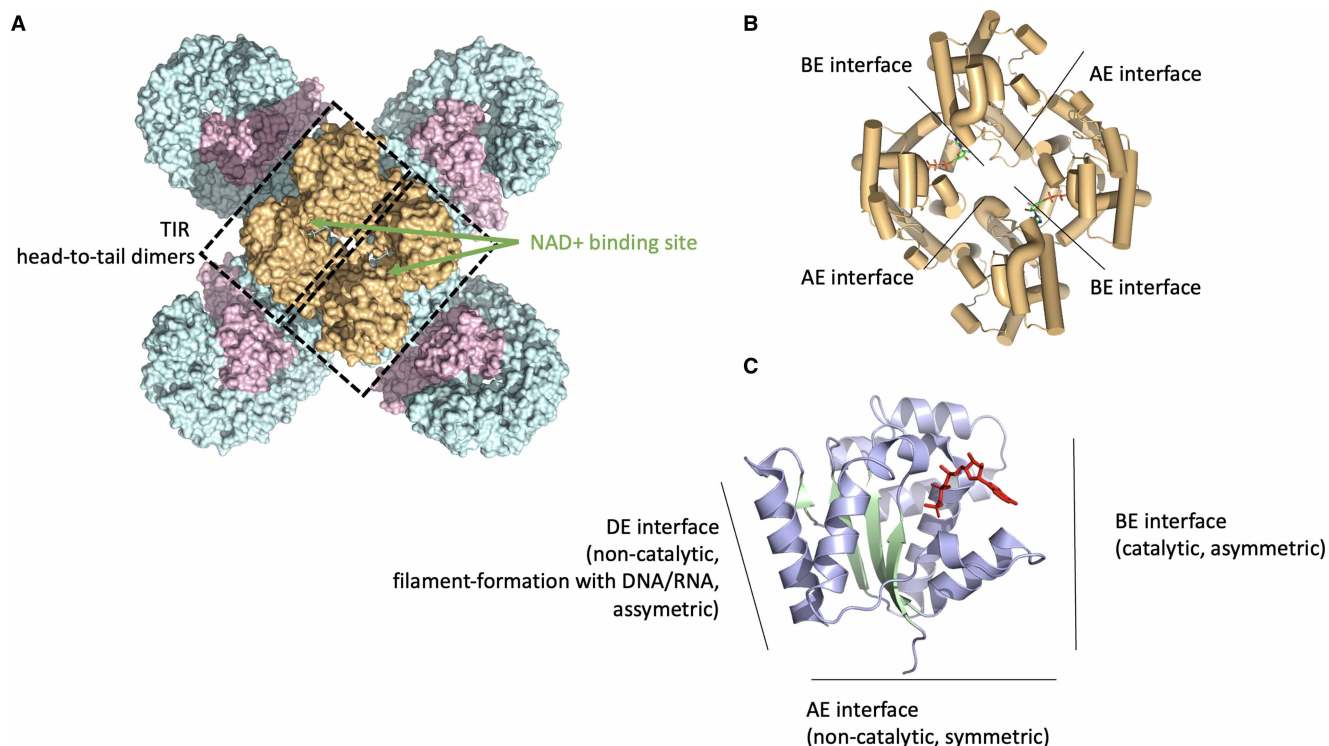 A
TIR
head-to-tail dimers
NAD+ binding site
B
BE interface
AE interface
AE interface
BE interface
C
DE interface
(non-catalytic,
filament-formation with DNA/RNA,
assymetric)
BE interface
(catalytic, asymmetric)
AE interface
(non-catalytic, symmetric)